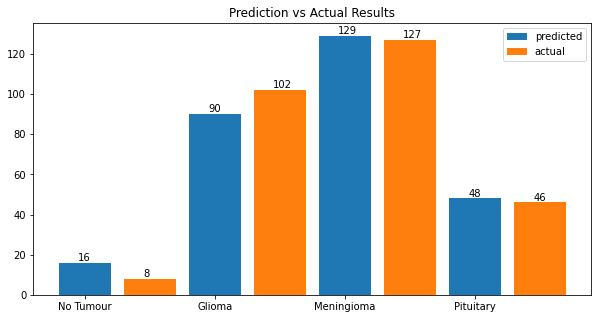 Prediction vs Actual Results
predicted
actual
120
100
80
60
40
20
0
16
8
90
102
129
127
48
46
No Tumour
Glioma
Meningioma
Pituitary